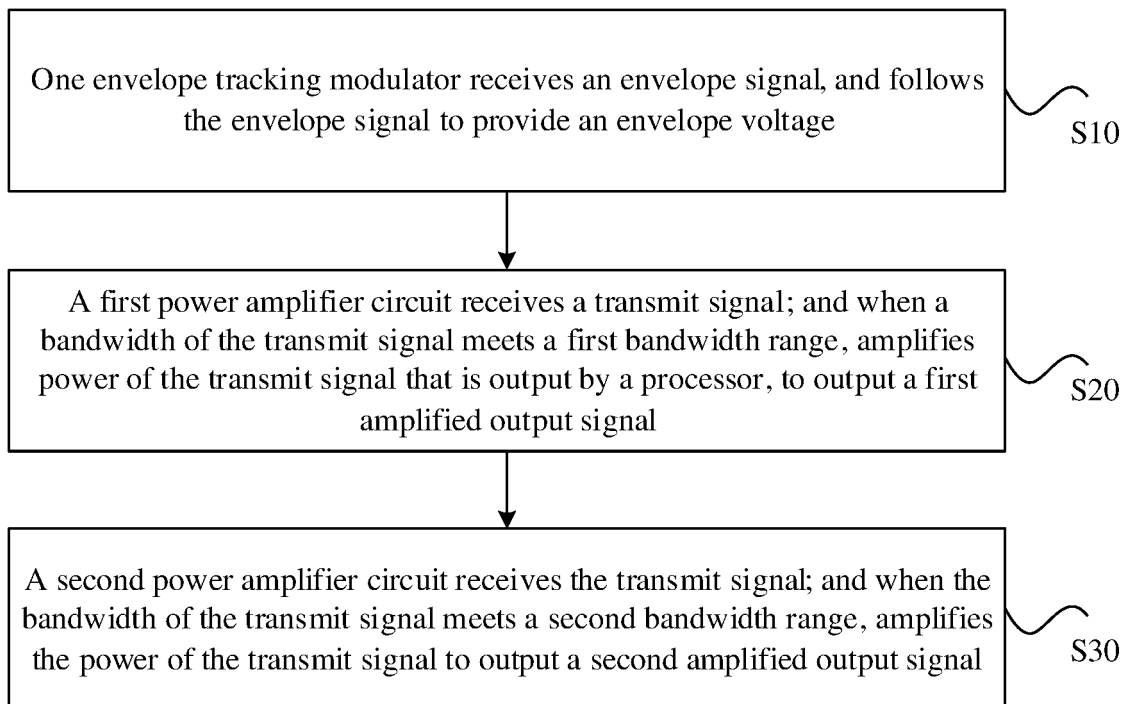 One envelope tracking modulator receives an envelope signal, and follows
the envelope signal to provide an envelope voltage
S10
A first power amplifier circuit receives a transmit signal; and when a
bandwidth of the transmit signal meets a first bandwidth range, amplifies
power of the transmit signal that is output by a processor, to output a first
amplified output signal
S20
A second power amplifier circuit receives the transmit signal; and when the
bandwidth of the transmit signal meets a second bandwidth range, amplifies
the power of the transmit signal to output a second amplified output signal
S30